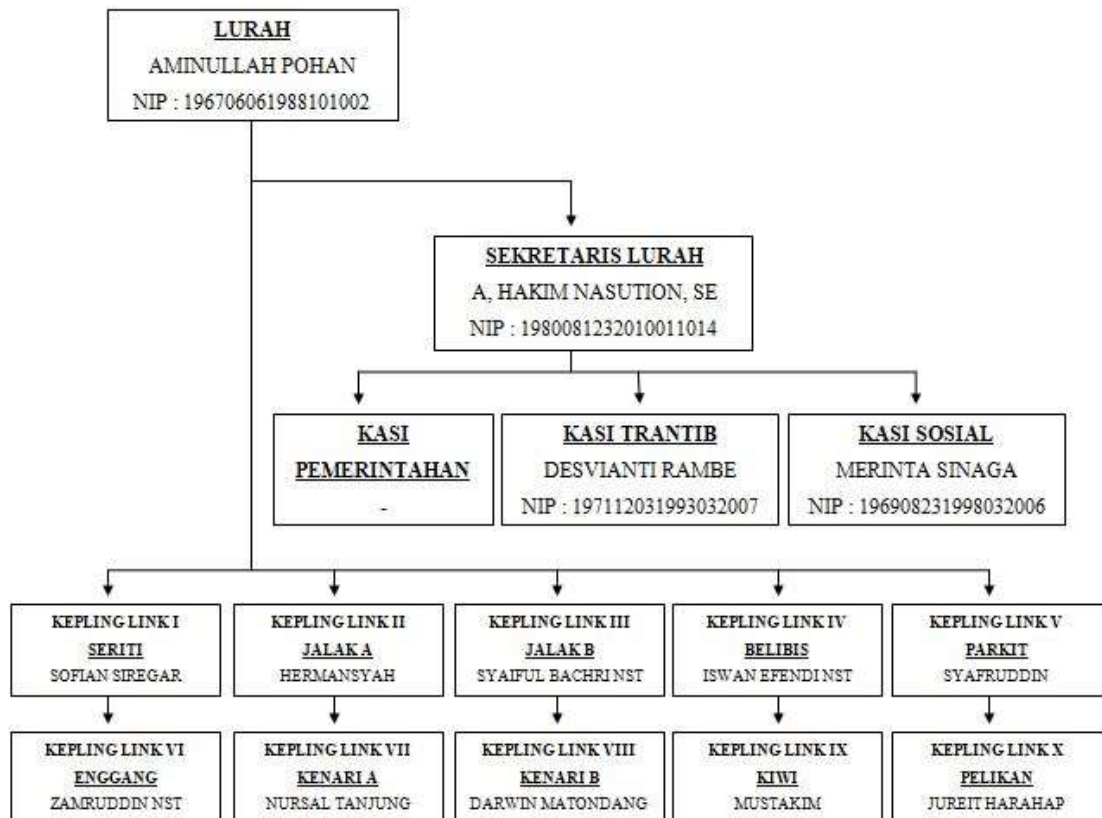 LURAH
AMINULLAH POHAN
NIP : 196706061988101002
SEKRETARIS LURAH
A, HAKIM NASUTION, SE
NIP : 1980081232010011014
KASI
PEMERINTAHAN
-
KASI TRANTIB
DESVIANTI RAMBE
NIP : 197112031993032007
KASI SOSIAL
MERINTA SINAGA
NIP : 196908231998032006
KEPLING LINK I
SERITI
SOFIAN SIREGAR
KEPLING LINK II
JALAK A
HERMANSYAH
KEPLING LINK III
JALAK B
SYAIFUL BACHRI NST
KEPLING LINK IV
BELIBIS
ISWAN EFENDI NST
KEPLING LINK V
PARKIT
SYAFRUDDIN
KEPLING LINK VI
ENGGANG
ZAMRUDDIN NST
KEPLING LINK VII
KENARI A
NURSAL TANJUNG
KEPLING LINK VIII
KENARI B
DARWIN MATONDANG
KEPLING LINK IX
KIWI
MUSTAKIM
KEPLING LINK X
PELIKAN
JUREIT HARAHAP